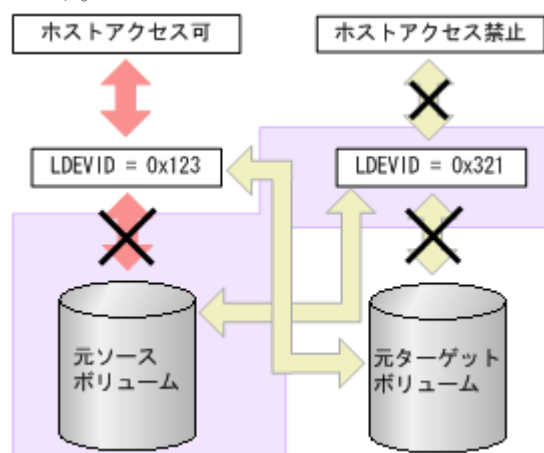 ホストアクセス可
ホストアクセス禁止
LDEVID = 0x123
LDEVID = 0x321
元ソース
ボリューム
元ターゲット
ボリューム